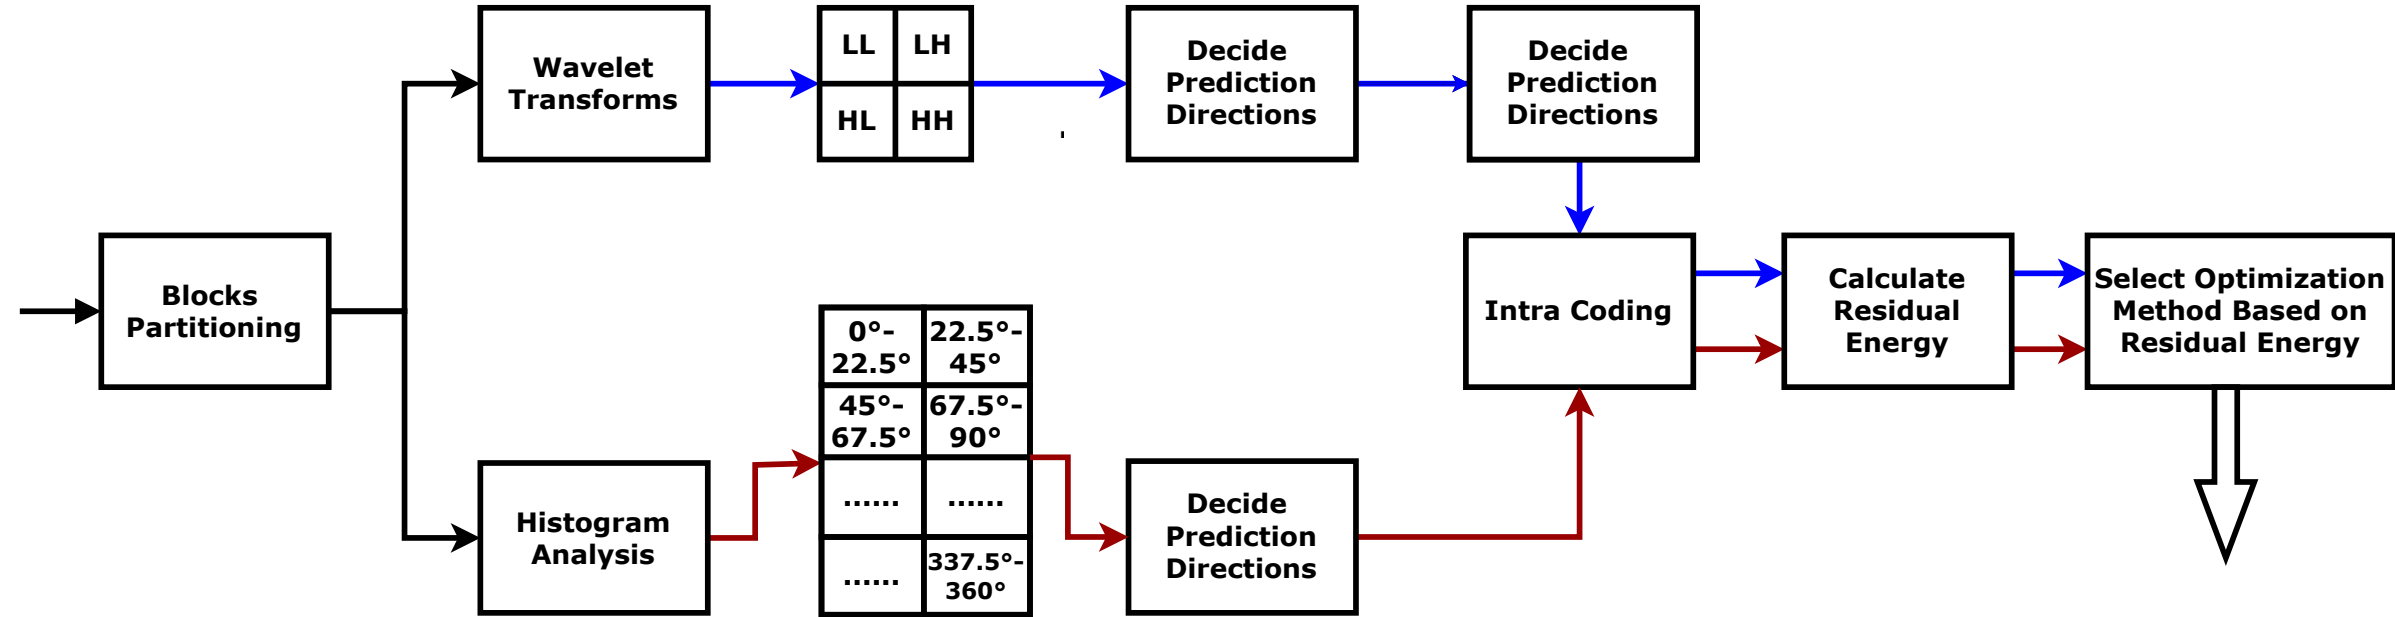 Wavelet
Transforms
LL
LH
HL
HH
Decide
Prediction
Directions
Decide
Prediction
Directions
Blocks
Partitioning
Intra Coding
Calculate
Residual
Energy
Select Optimization
Method Based on
Residual Energy
0°-
22.5°
22.5°-
45°
45°-
67.5°
67.5°-
90°
......
......
......
337.5°-
360°
Histogram
Analysis
Decide
Prediction
Directions